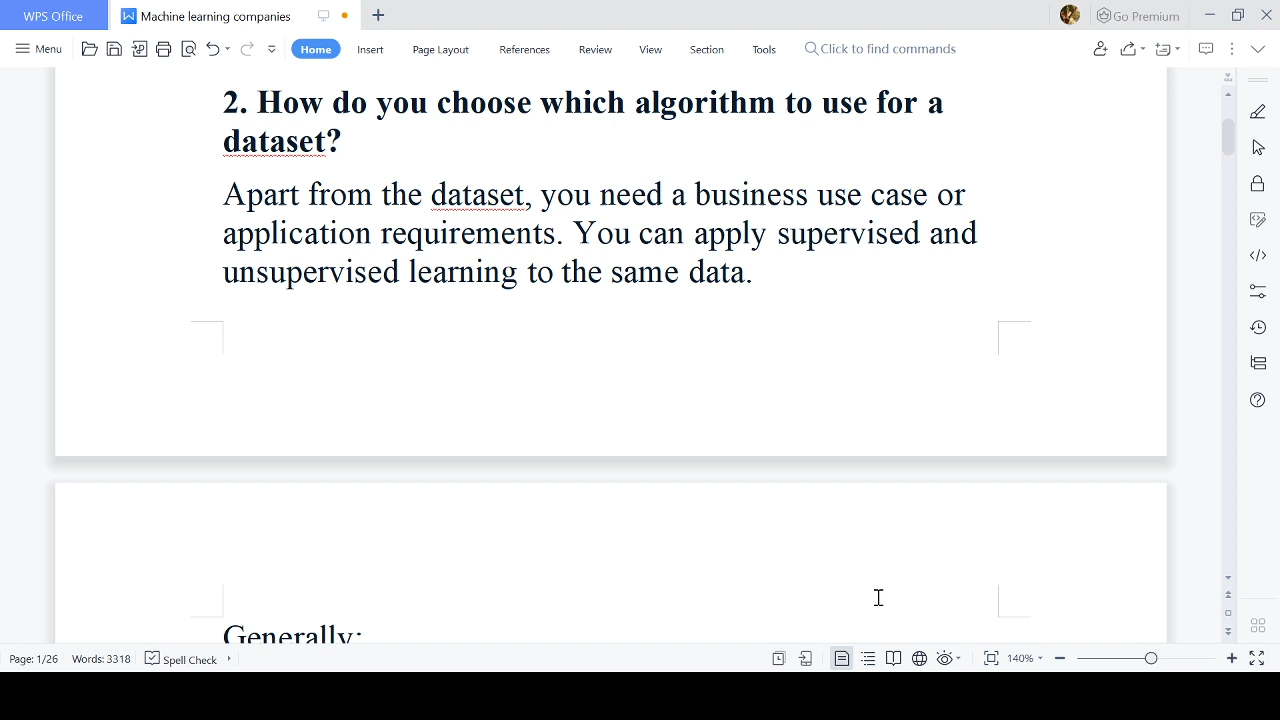 WPS Office
Machine learning companies
Go Premium
Menu
Home
Insert
Page Layout
References
Review
View
Section
Tools
Click to find commands
2. How do you choose which algorithm to use for a
dataset?
Apart from the dataset, you need a business use case or
application requirements. You can apply supervised and
unsupervised learning to the same data.
Generally:
Page: 1/26
Words: 3318
Spell Check
140%